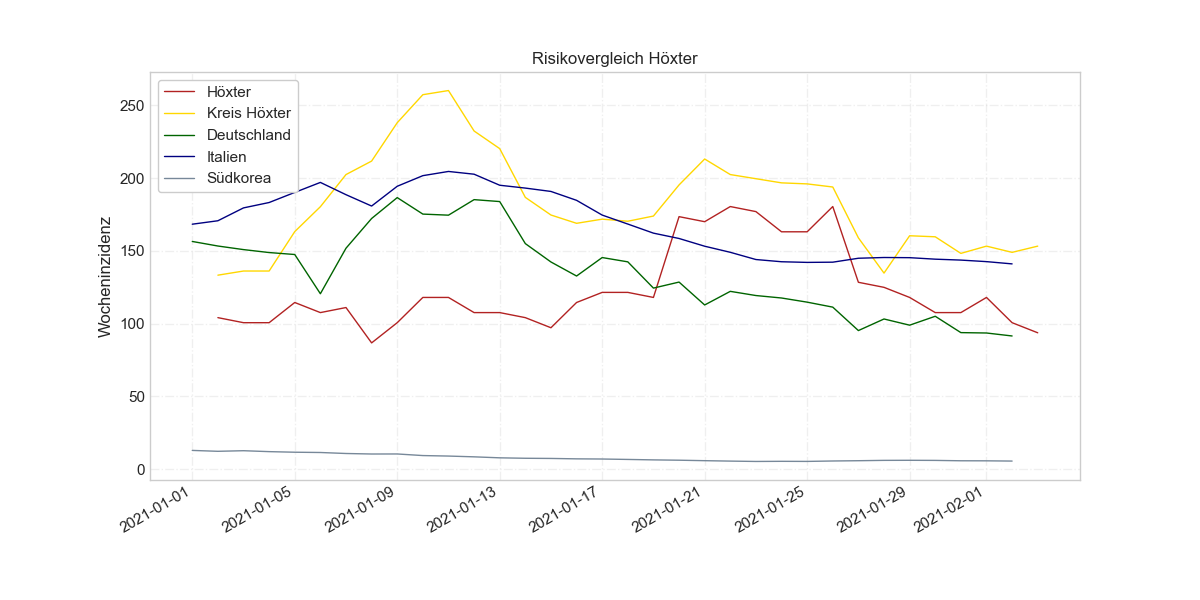 Risikovergleich Höxter
Höxter
Kreis Höxter
Deutschland
Italien
Südkorea
Wocheninzidenz
250
200
150
100
50
0
2021-01-01
2021-01-05
2021-01-09
2021-01-13
2021-01-17
2021-01-21
2021-01-25
2021-01-29
2021-02-01